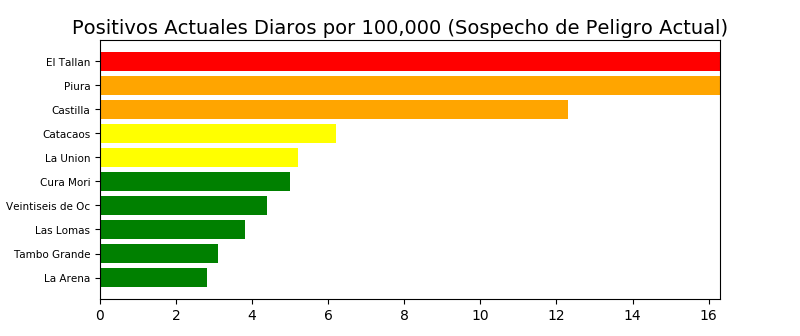 Positivos Actuales Diaros por 100,000 (Sospecho de Peligro Actual)
El Tallan
Piura
Castilla
Catacaos
La Union
Cura Mori
Veintiseis de Oc
Las Lomas
Tambo Grande
La Arena
0 2 4 6 8 10 12 14 16